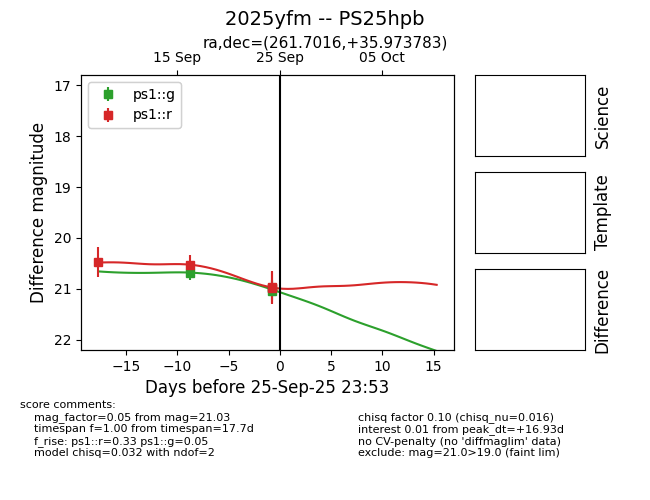 2025yfm -- PS25hpb
ra,dec=(261.7016,+35.973783)
15 Sep 25 Sep 05 Oct
ps1::g
ps1::r
17
18
19
20
21
22
Difference magnitude
−15 −10 −5 0 5 10 15
Days before 25-Sep-25 23:53
Science
Template
Difference
score comments:
mag_factor=0.05 from mag=21.03
timespan f=1.00 from timespan=17.7d
f_rise: ps1::r=0.33 ps1::g=0.05
model chisq=0.032 with ndof=2
chisq factor 0.10 (chisq_nu=0.016)
interest 0.01 from peak_dt=+16.93d
no CV-penalty (no 'diffmaglim' data)
exclude: mag=21.0>19.0 (faint lim)